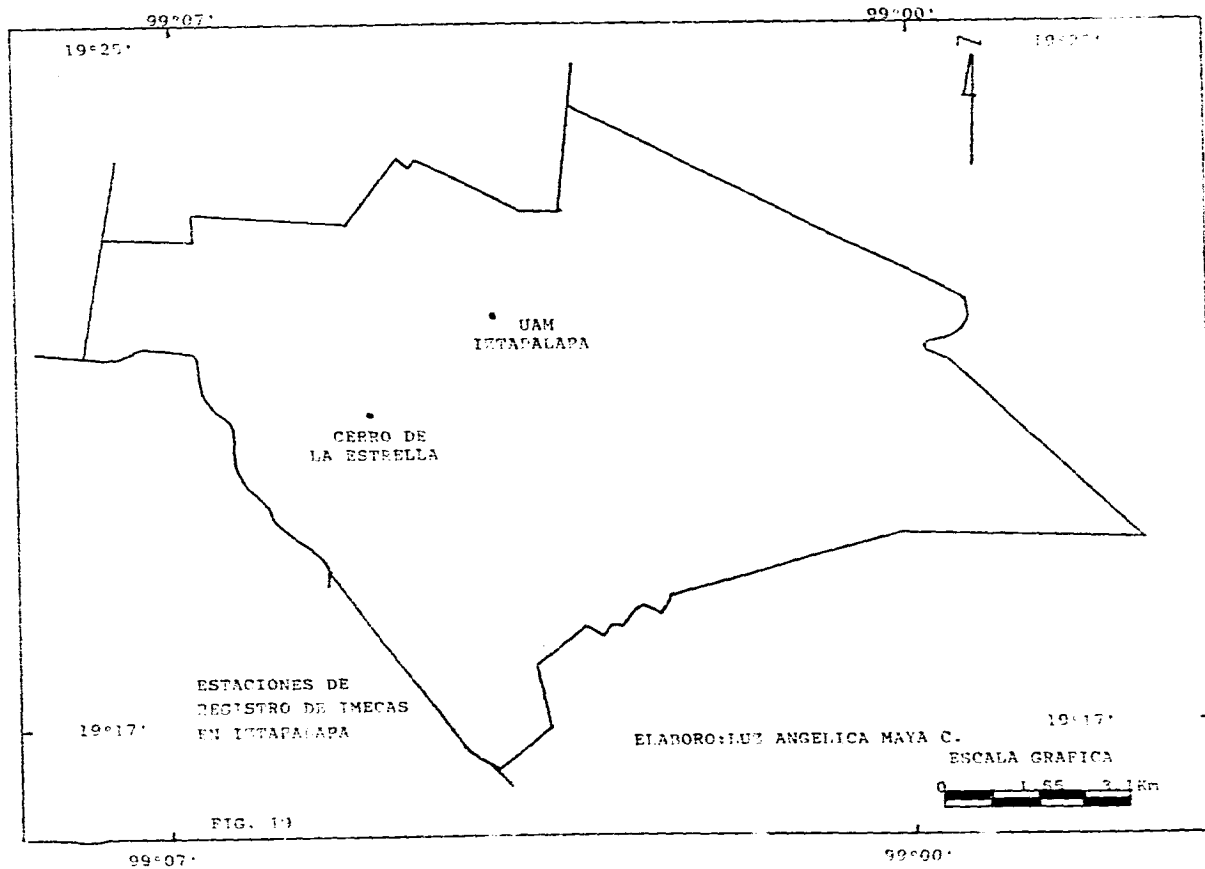 99°07'
99°00'
19°25'
UAM
IZTAPALAPA
CERRO DE
LA ESTRELLA
ESTACIONES DE
REGISTRO DE IMECAS
EN IZTAPALAPA
19°17'
19°17'
ELABORO:LUZ ANGELICA MAYA C.
ESCALA GRAFICA
0 1.55 3.1Km
FIG.
99°07'
99°00'